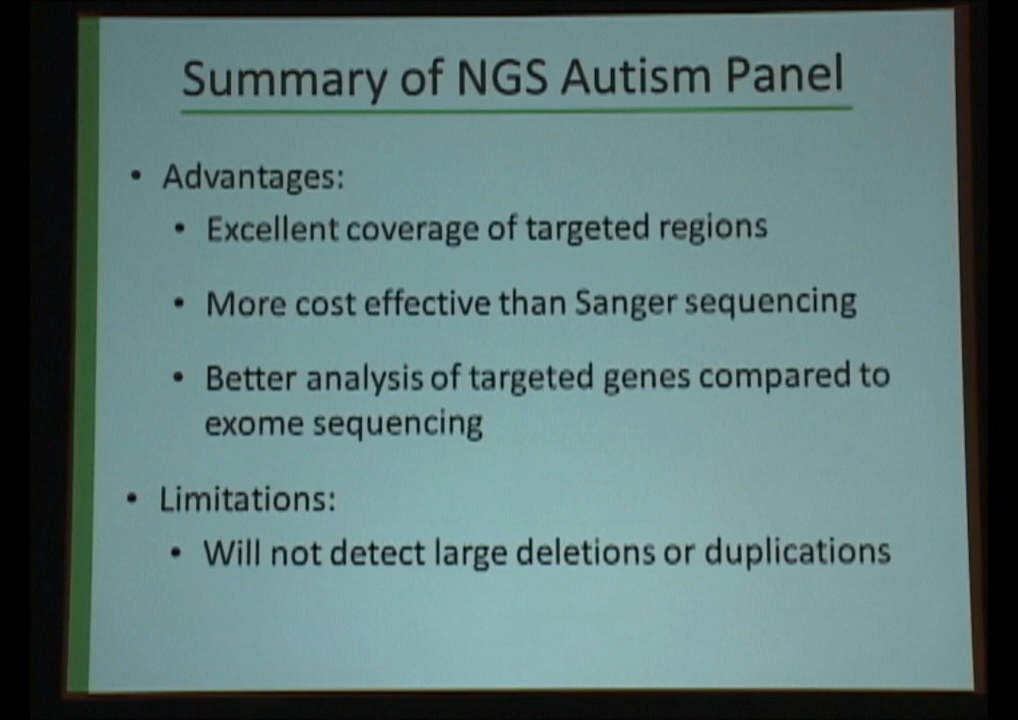 Summary of NGS Autism Panel
• Advantages:
• Excellent coverage of targeted regions
• More cost effective than Sanger sequencing
• Better analysis of targeted genes compared to
exome sequencing
• Limitations:
• Will not detect large deletions or duplications